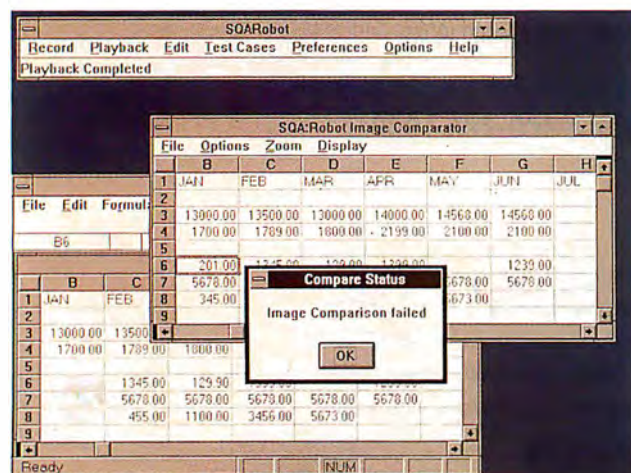 SQARobot
Record Playback Edit Test Cases Preferences Options Help
Playback Completed
SQA:Robot Image Comparator
File Options Zoom Display
B C D E F G H
1 JAN FEB MAR APR MAY JUN JUL
2
3 13000.00 13500.00 13000.00 14000.00 14568.00 14568.00
4 1700.00 1789.00 1800.00 2199.00 2100.00 2100.00
5
6 201.00 1239.00
7 5678.00 5678.00 5678.00
8 345.00 5673.00
Compare Status
Image Comparison failed
OK
File Edit
B6
B C
1 JAN FEB
2
3 13000.00
4 1700.00 1789.00 1800.00
5
6 1345.00 129.90
7 5678.00 5678.00 5678.00 5678.00
8 455.00 1100.00 3456.00 5673.00
9
Ready NUM